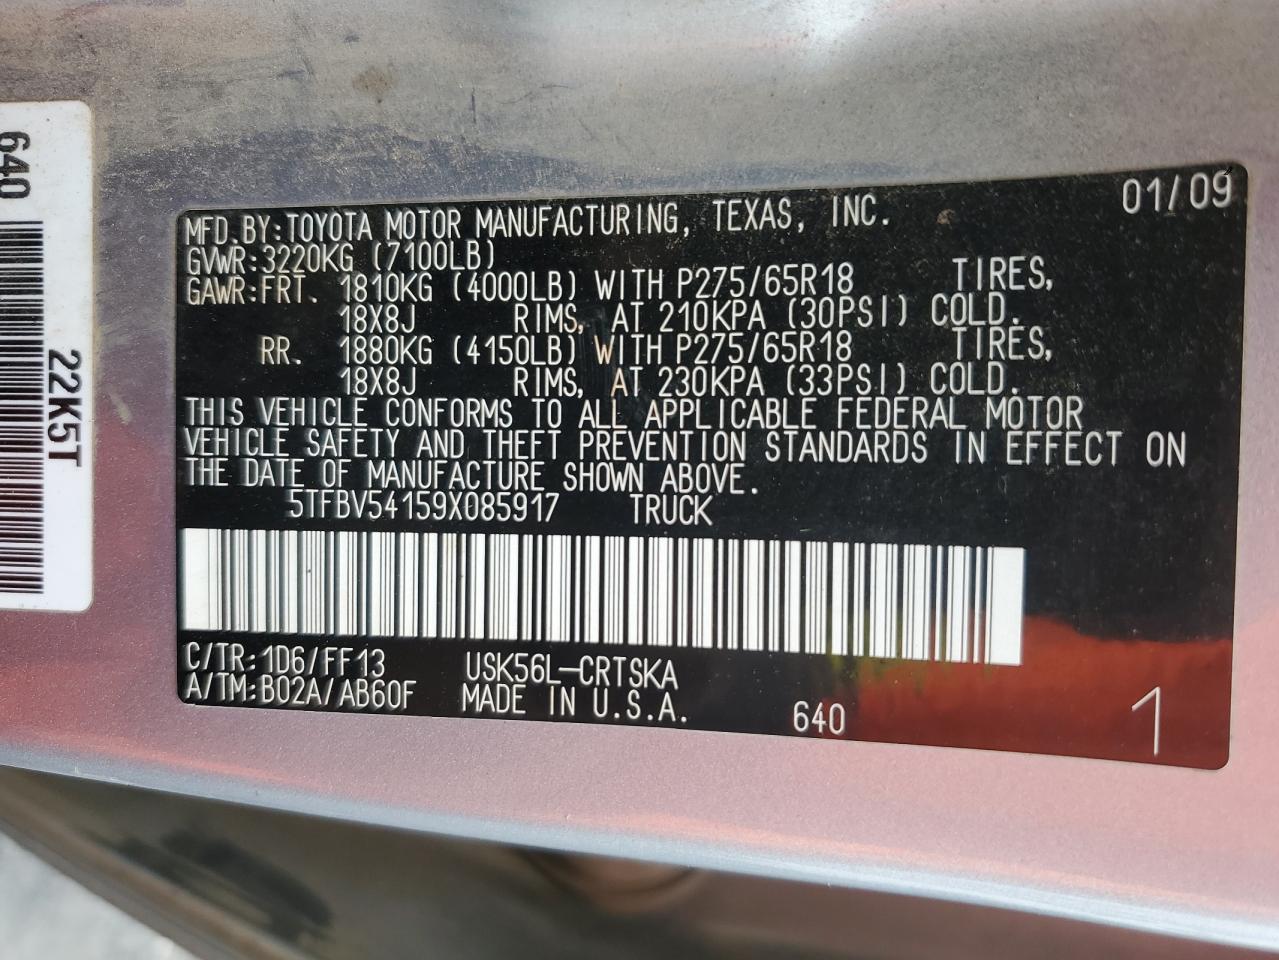 640
22K5T
01/09
MFD.BY:TOYOTA MOTOR MANUFACTURING, TEXAS, INC.
GVWR:3220KG (7100LB)
GAWR:FRT. 1810KG (4000LB) WITH P275/65R18 TIRES,
18X8J RIMS, AT 210KPA (30PSI) COLD.
RR. 1880KG (4150LB) WITH P275/65R18 TIRES,
18X8J RIMS, AT 230KPA (33PSI) COLD.
THIS VEHICLE CONFORMS TO ALL APPLICABLE FEDERAL MOTOR
VEHICLE SAFETY AND THEFT PREVENTION STANDARDS IN EFFECT ON
THE DATE OF MANUFACTURE SHOWN ABOVE.
5TFBV54159X085917 TRUCK
C/TR:1D6/FF13 USK56L-CRTSKA
A/TM:B02A/AB60F MADE IN U.S.A. 640
1